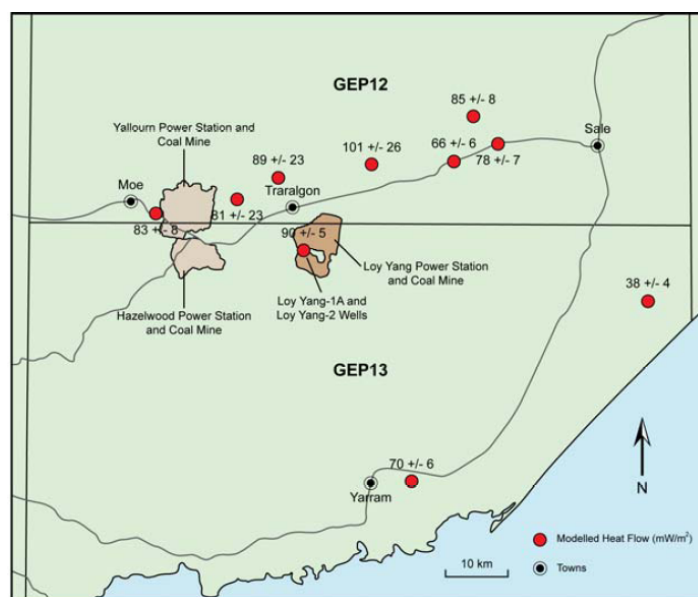 GEP12
85 +/- 8
Yallourn Power Station and
Coal Mine
Sale
101 +/- 26
66 +/- 6
78 +/- 7
89 +/- 23
Moe
Traralgon
81 +/- 23
83 +/- 8
90 +/- 5
Loy Yang Power Station
and Coal Mine
38 +/- 4
Hazelwood Power Station
and Coal Mine
Loy Yang-1A and
Loy Yang-2 Wells
GEP13
70 +/- 6
Yarram
N
Modelled Heat Flow (mW/m²)
10 km
Towns